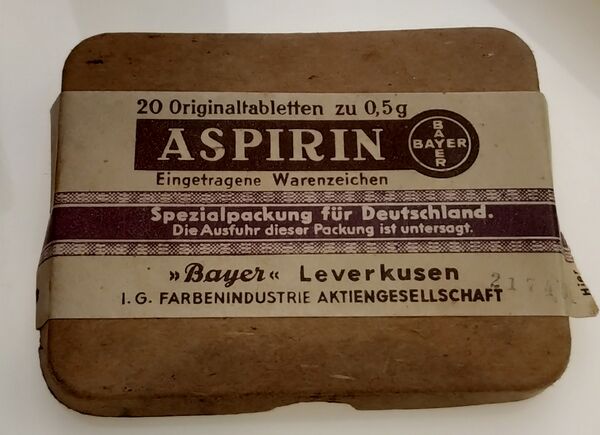 20 Originaltabletten zu 0,5g
ASPIRIN
BAYER
BAYER
Eingetragene Warenzeichen
Spezialpackung für Deutschland.
Die Ausfuhr dieser Packung ist untersagt.
»Bayer« Leverkusen
I.G. FARBENINDUSTRIE AKTIENGESELLSCHAFT